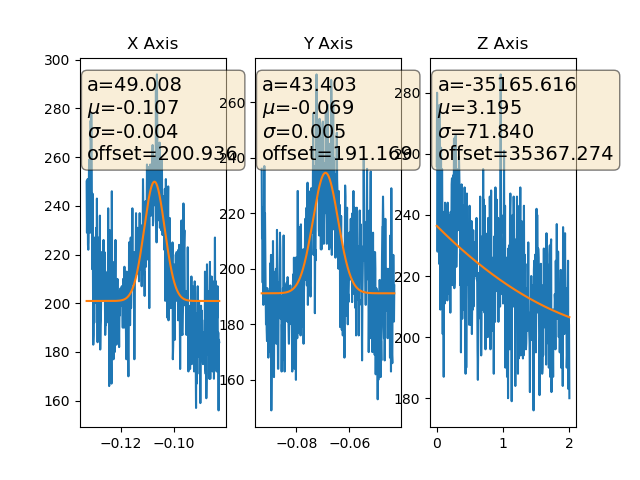 X Axis
Y Axis
Z Axis
a=49.008
μ=-0.107
σ=-0.004
offset=200.936
a=43.403
μ=-0.069
σ=0.005
offset=191.169
a=-35165.616
μ=3.195
σ=71.840
offset=35367.274
300
280
260
240
220
200
180
160
260
240
220
200
180
160
280
260
240
220
200
180
−0.12
−0.10
−0.08
−0.06
0
1
2